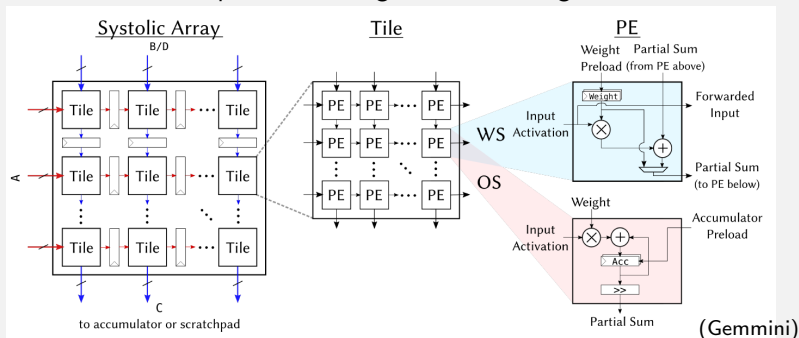 Systolic Array
B/D
Tile Tile ··· Tile
Tile Tile ··· Tile
Tile Tile ··· Tile
A
C
to accumulator or scratchpad
Tile
PE PE ···· PE
PE PE ···· PE
PE PE ···· PE
WS
OS
PE
Weight
Preload
Partial Sum
(from PE above)
Weight
Input
Activation
Forwarded
Input
Partial Sum
(to PE below)
Weight
Input
Activation
Accumulator
Preload
Acc
>>
Partial Sum
(Gemmini)